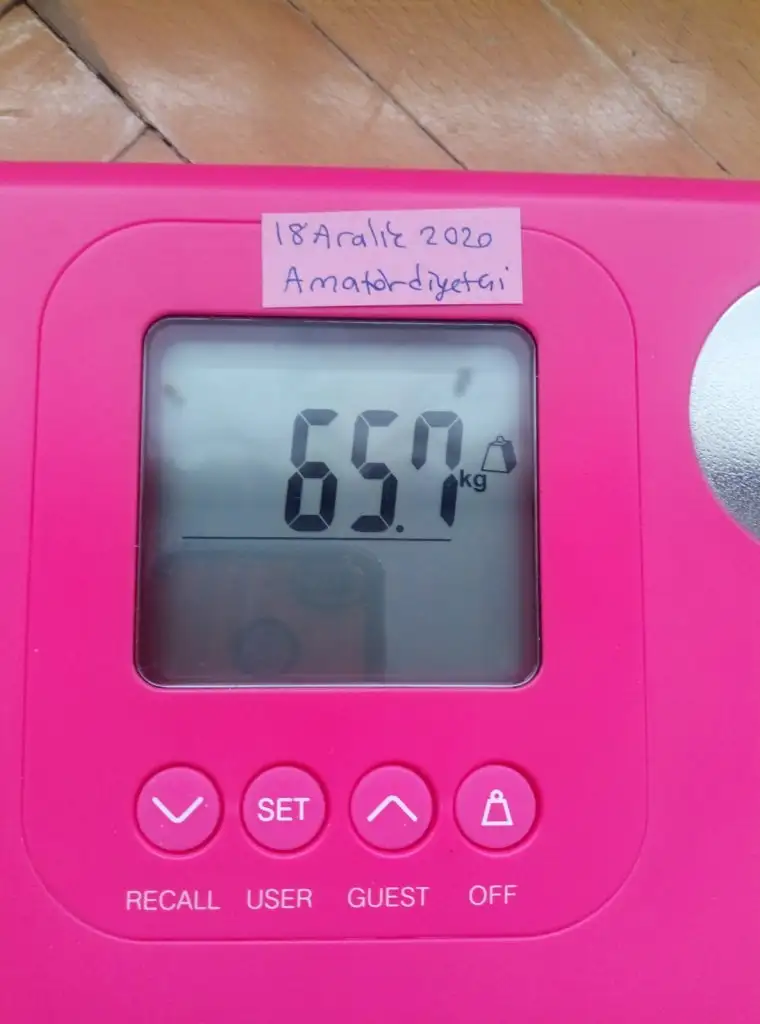 18 Aralık 2020
Amatördiyetçi
65.7 kg
SET
RECALL USER GUEST OFF